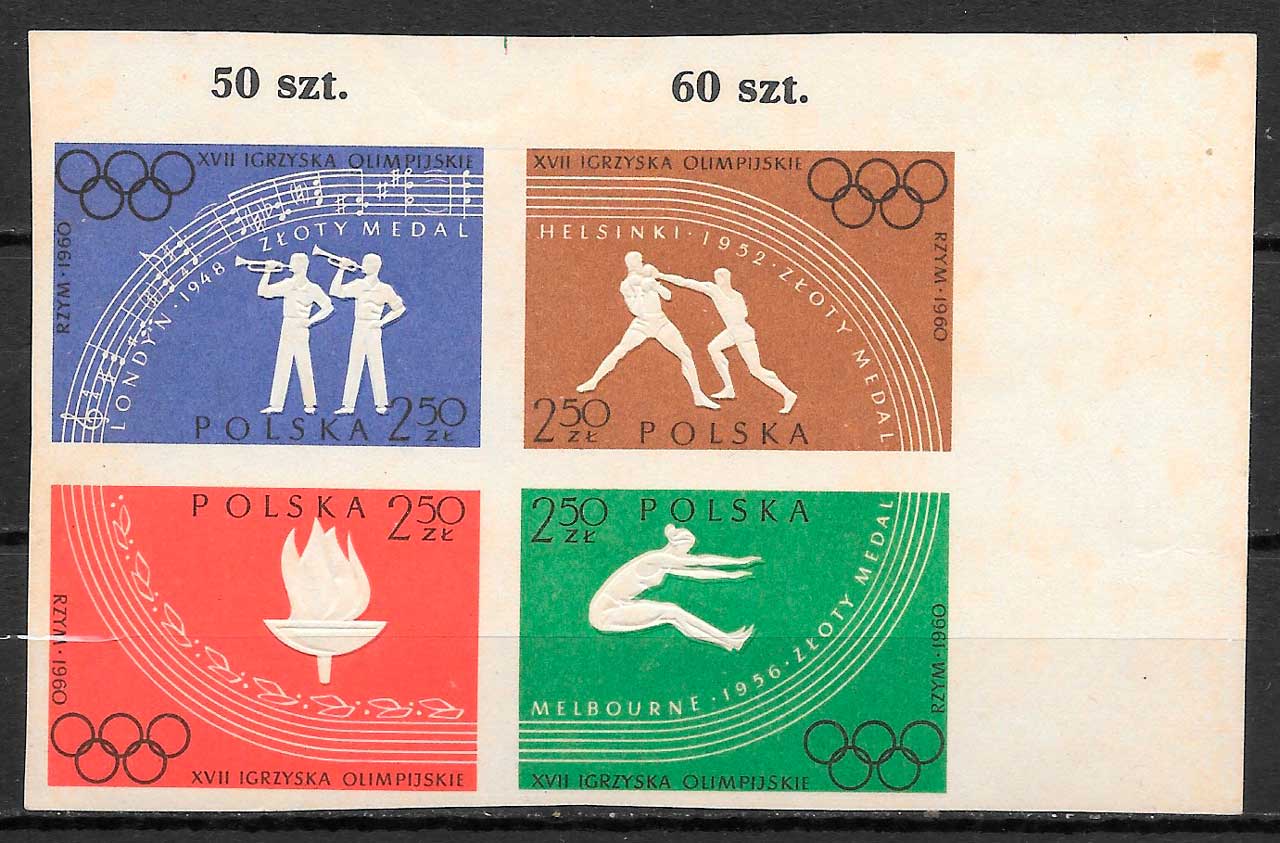 50 szt.
60 szt.
XVII IGRZYSKA OLIMPIJSKIE
RZYM · 1960
LONDYN · 1948 ZŁOTY MEDAL
POLSKA 2 50 ZŁ
XVII IGRZYSKA OLIMPIJSKIE
RZYM · 1960
HELSINKI · 1952 · ZŁOTY MEDAL
2 50 ZŁ POLSKA
POLSKA 2 50 ZŁ
RZYM · 1960
XVII IGRZYSKA OLIMPIJSKIE
2 50 ZŁ POLSKA
MELBOURNE · 1956 · ZŁOTY MEDAL
RZYM · 1960
XVII IGRZYSKA OLIMPIJSKIE